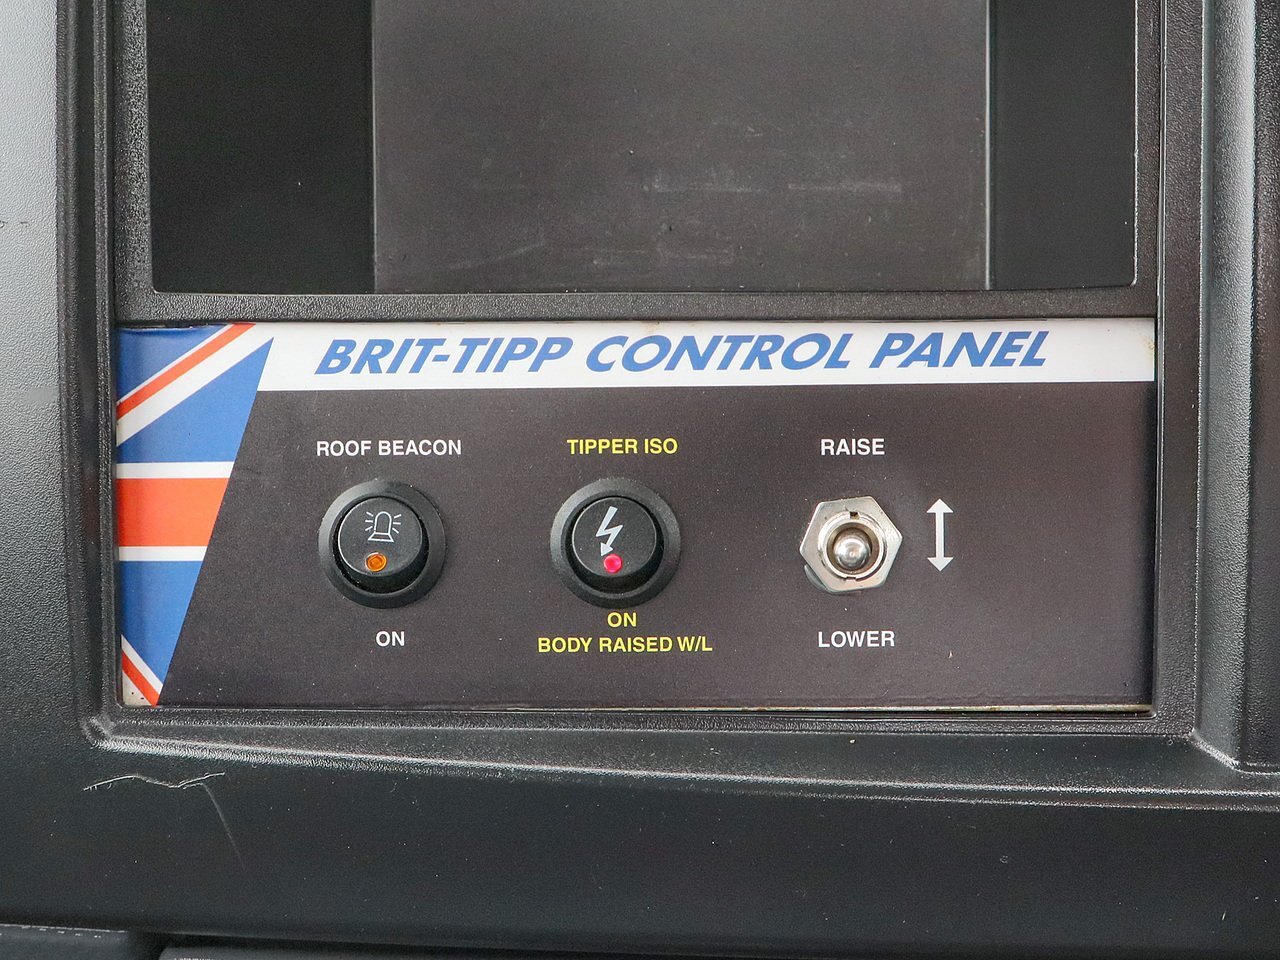 BRIT-TIPP CONTROL PANEL
ROOF BEACON
TIPPER ISO
RAISE
ON
ON
BODY RAISED W/L
LOWER